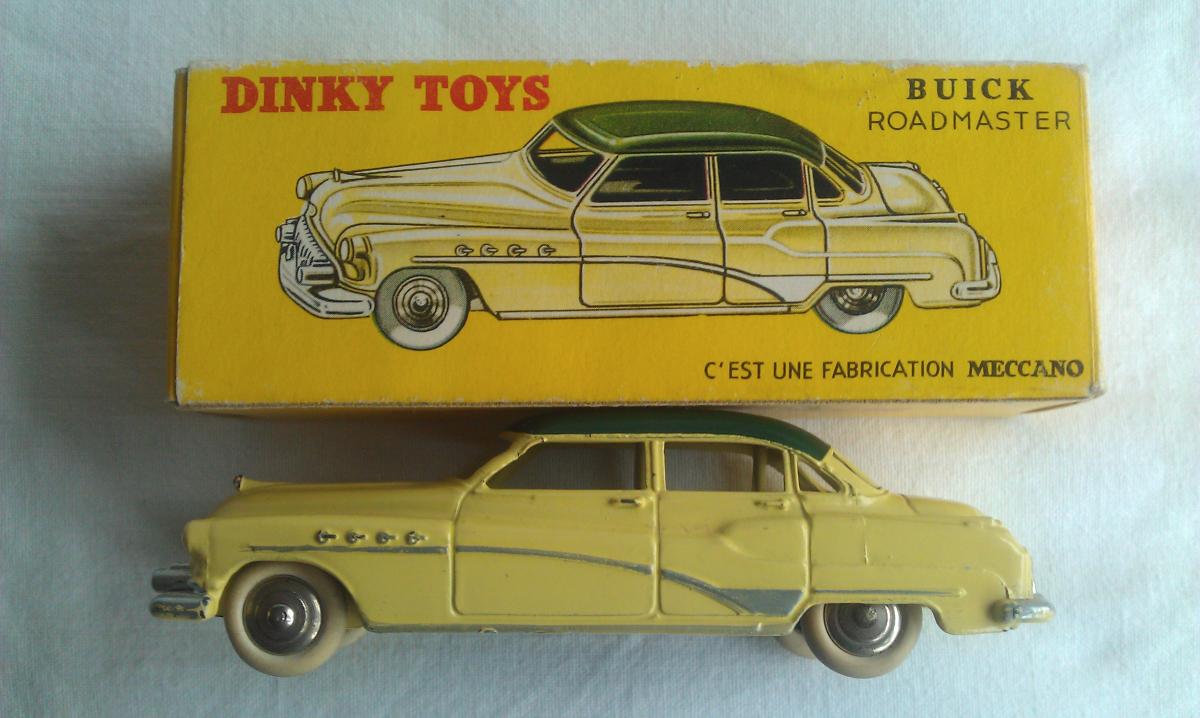 DINKY TOYS
BUICK
ROADMASTER
C'EST UNE FABRICATION MECCANO